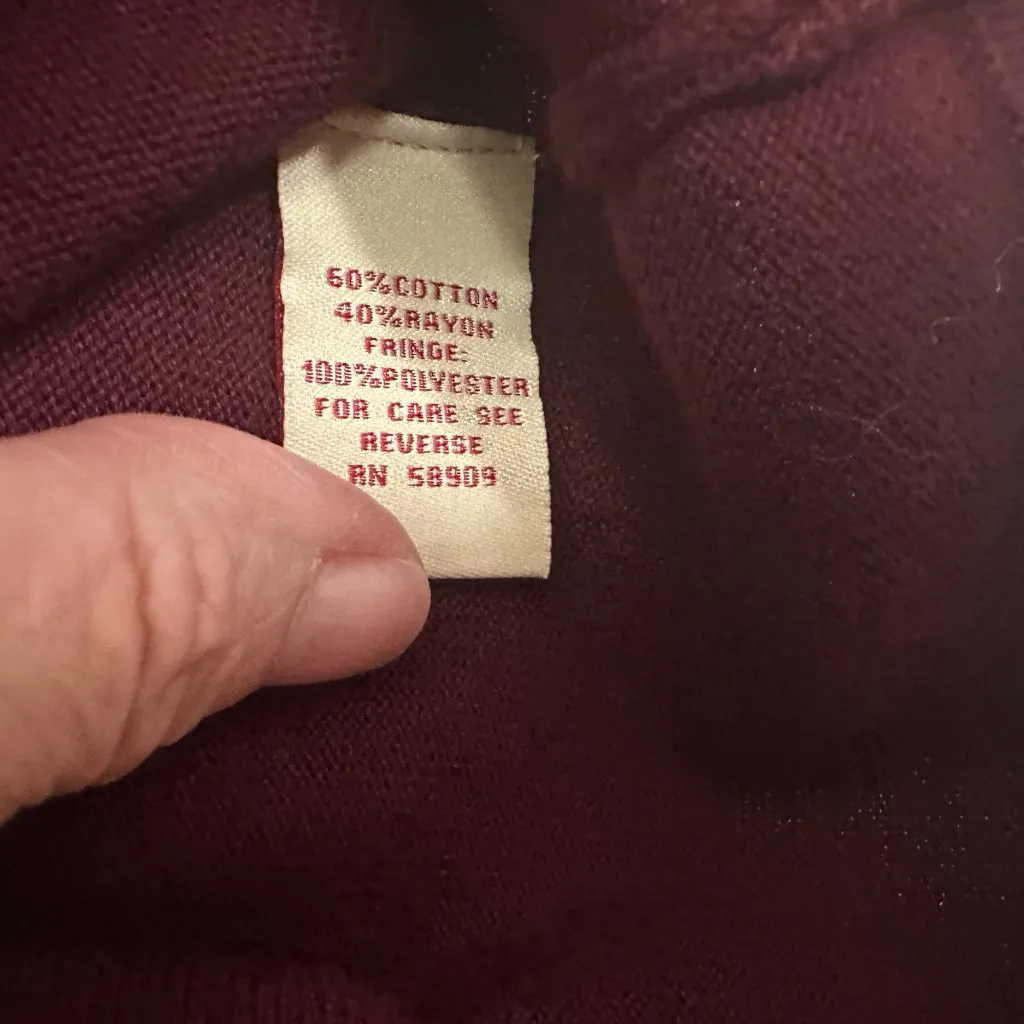 60%COTTON
40%RAYON
FRINGE:
100%POLYESTER
FOR CARE SEE
REVERSE
RN 58909